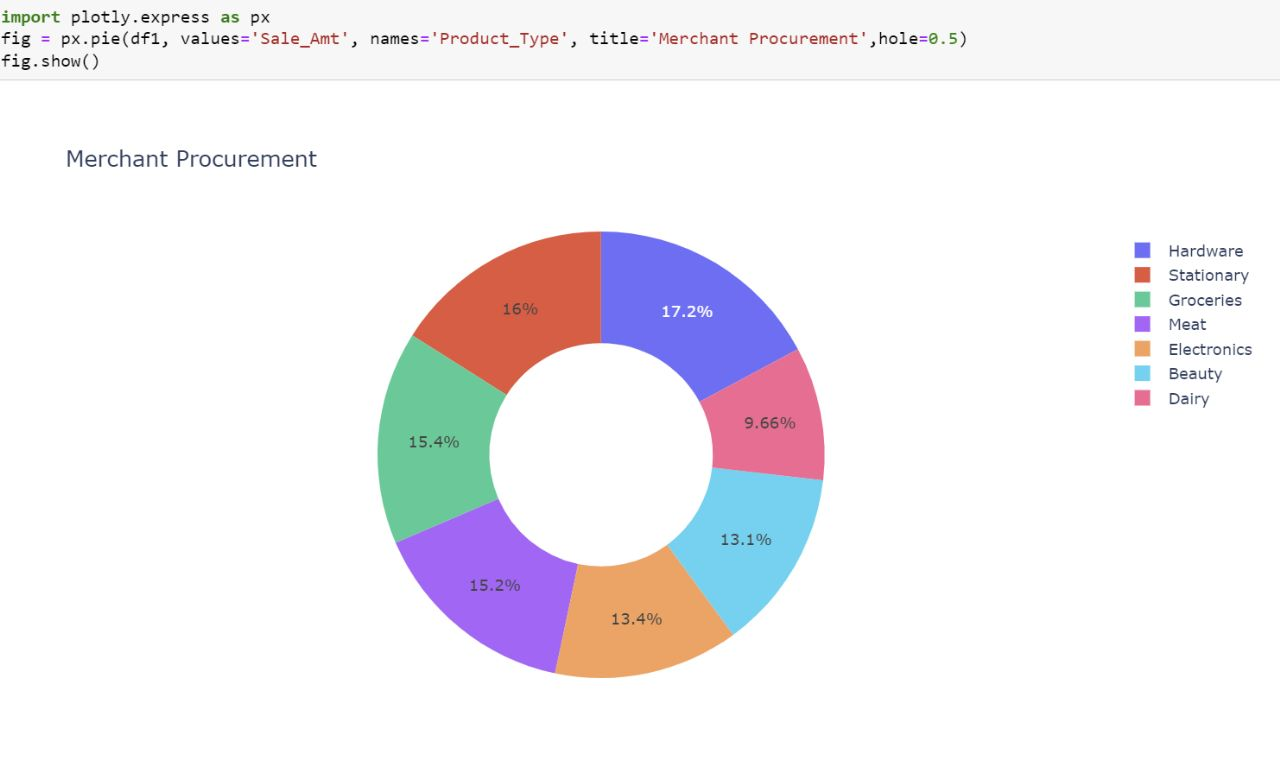 import plotly.express as px
fig = px.pie(df1, values='Sale_Amt', names='Product_Type', title='Merchant Procurement',hole=0.5)
fig.show()
Merchant Procurement
Hardware
Stationary
Groceries
Meat
Electronics
Beauty
Dairy
16%
17.2%
9.66%
15.4%
13.1%
15.2%
13.4%